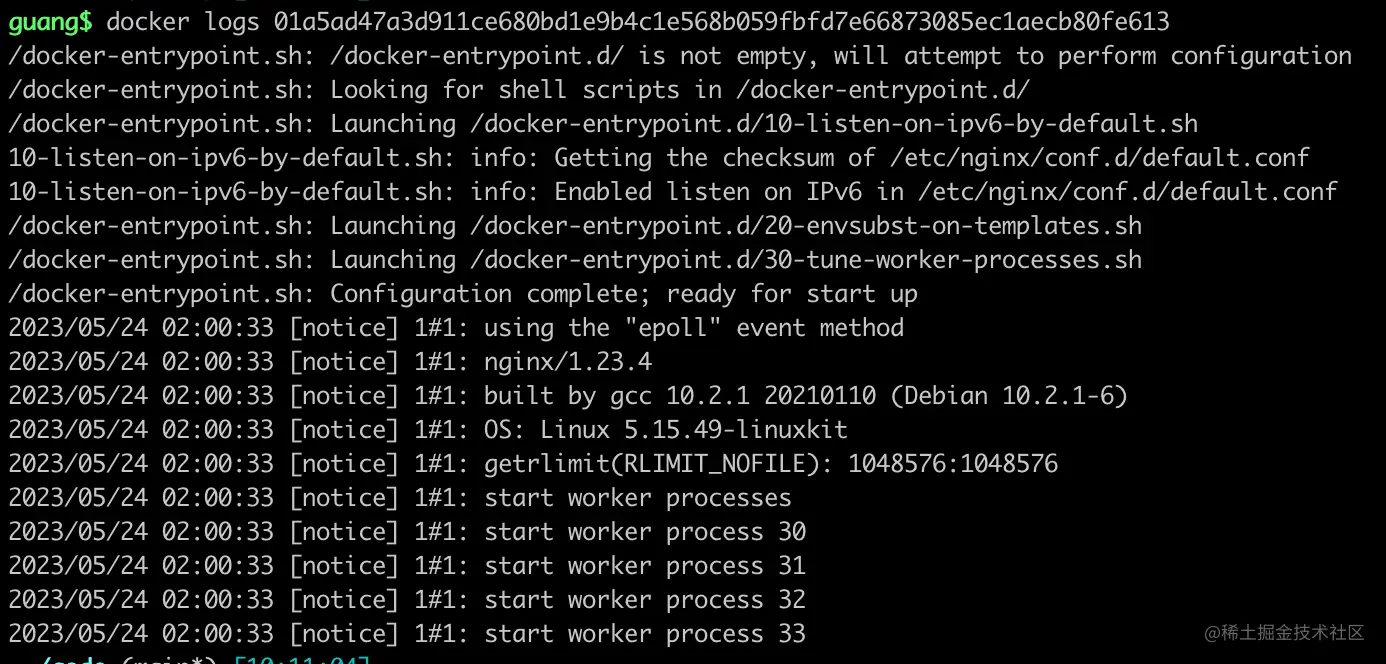 guang$ docker logs 01a5ad47a3d911ce680bd1e9b4c1e568b059fbfd7e66873085ec1aecb80fe613
/docker-entrypoint.sh: /docker-entrypoint.d/ is not empty, will attempt to perform configuration
/docker-entrypoint.sh: Looking for shell scripts in /docker-entrypoint.d/
/docker-entrypoint.sh: Launching /docker-entrypoint.d/10-listen-on-ipv6-by-default.sh
10-listen-on-ipv6-by-default.sh: info: Getting the checksum of /etc/nginx/conf.d/default.conf
10-listen-on-ipv6-by-default.sh: info: Enabled listen on IPv6 in /etc/nginx/conf.d/default.conf
/docker-entrypoint.sh: Launching /docker-entrypoint.d/20-envsubst-on-templates.sh
/docker-entrypoint.sh: Launching /docker-entrypoint.d/30-tune-worker-processes.sh
/docker-entrypoint.sh: Configuration complete; ready for start up
2023/05/24 02:00:33 [notice] 1#1: using the "epoll" event method
2023/05/24 02:00:33 [notice] 1#1: nginx/1.23.4
2023/05/24 02:00:33 [notice] 1#1: built by gcc 10.2.1 20210110 (Debian 10.2.1-6)
2023/05/24 02:00:33 [notice] 1#1: OS: Linux 5.15.49-linuxkit
2023/05/24 02:00:33 [notice] 1#1: getrlimit(RLIMIT_NOFILE): 1048576:1048576
2023/05/24 02:00:33 [notice] 1#1: start worker processes
2023/05/24 02:00:33 [notice] 1#1: start worker process 30
2023/05/24 02:00:33 [notice] 1#1: start worker process 31
2023/05/24 02:00:33 [notice] 1#1: start worker process 32
2023/05/24 02:00:33 [notice] 1#1: start worker process 33
@稀土掘金技术社区